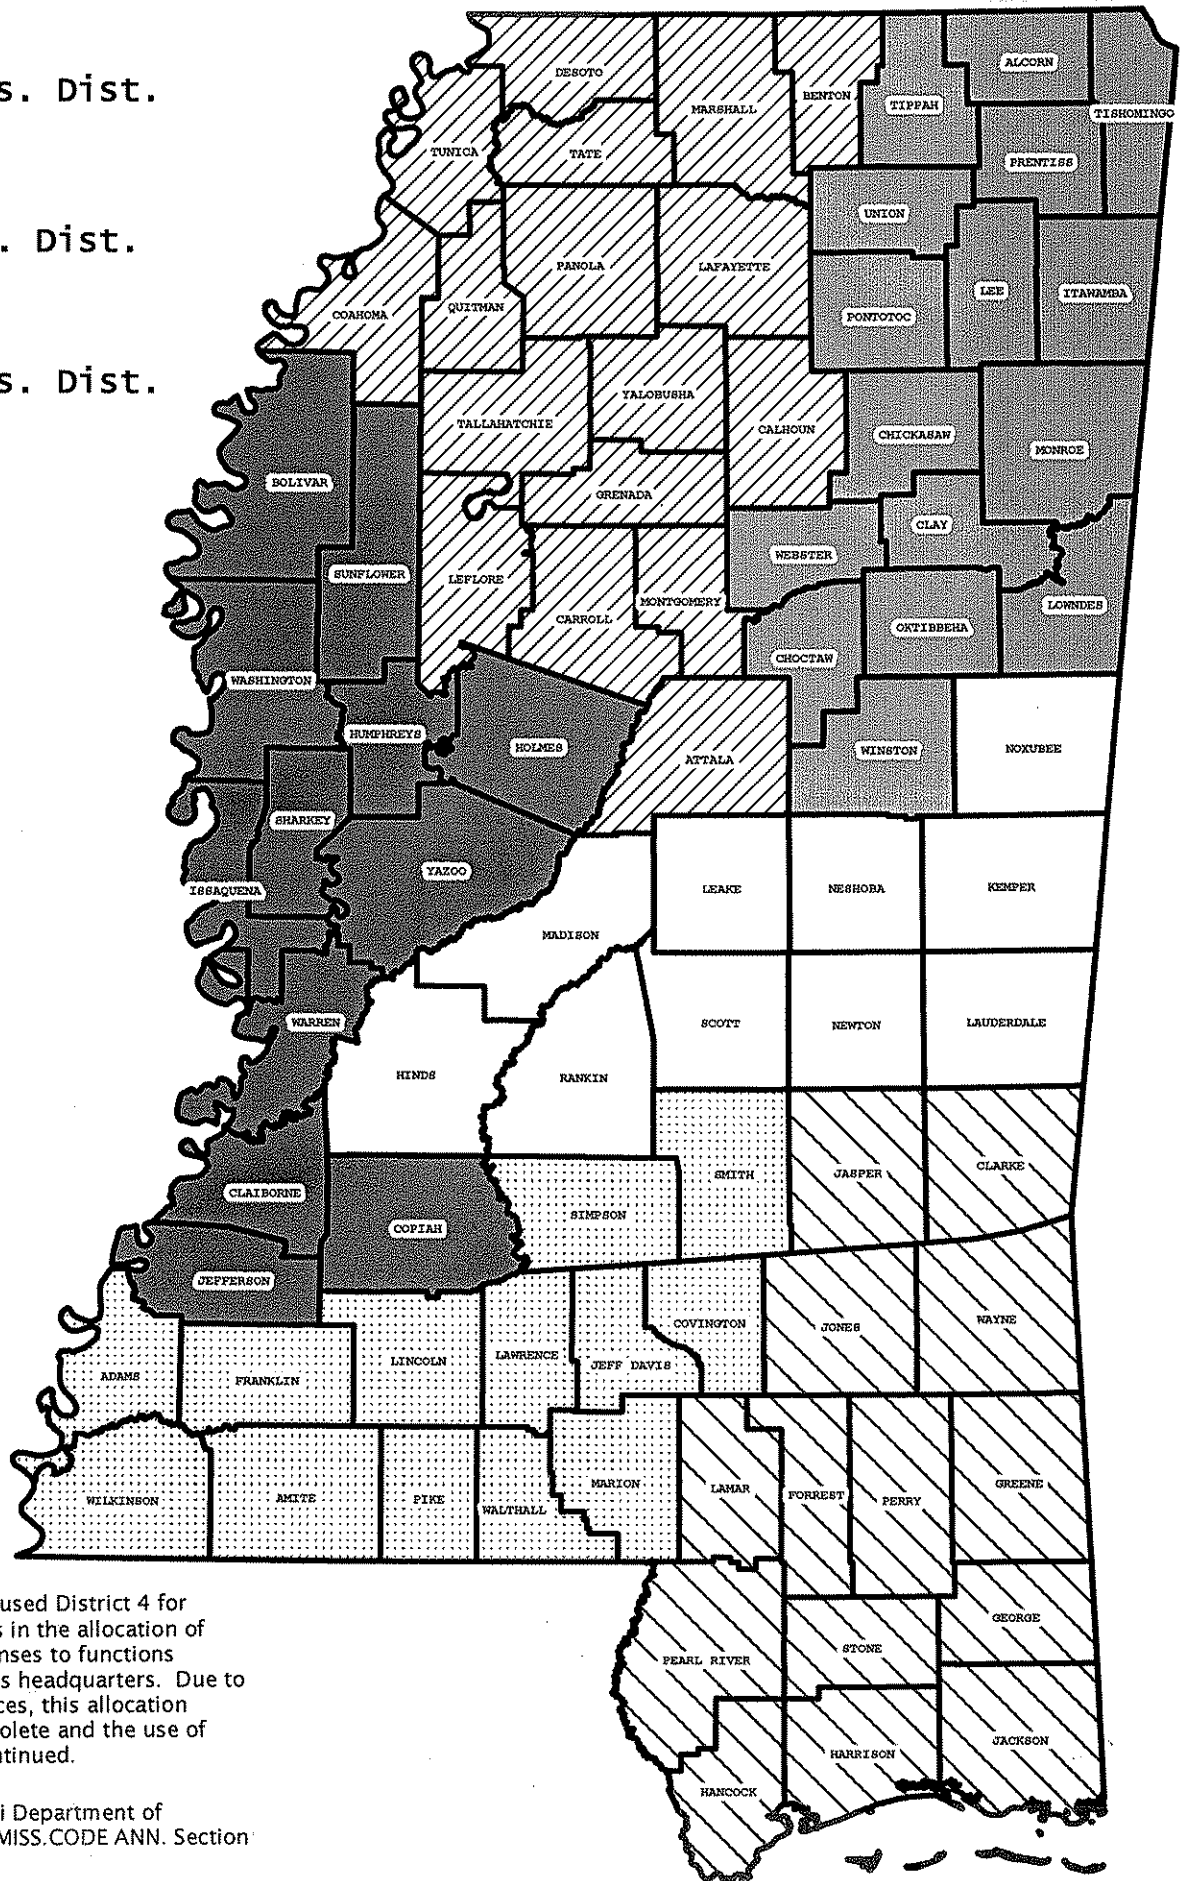 s. Dist.
. Dist.
s. Dist.
DESOTO
MARSHALL
BENTON
TIPPAH
ALCORN
TISHOMINGO
TUNICA
TATE
PRENTISS
UNION
PANOLA
LAFAYETTE
COAHOMA
QUITMAN
PONTOTOC
LEE
ITAWAMBA
TALLAHATCHIE
YALOBUSHA
CALHOUN
CHICKASAW
MONROE
BOLIVAR
GRENADA
CLAY
SUNFLOWER
LEFLORE
WEBSTER
MONTGOMERY
CARROLL
LOWNDES
OKTIBBEHA
CHOCTAW
WASHINGTON
HUMPHREYS
HOLMES
ATTALA
WINSTON
NOXUBEE
SHARKEY
ISSAQUENA
YAZOO
LEAKE
NESHOBA
KEMPER
MADISON
WARREN
SCOTT
NEWTON
LAUDERDALE
HINDS
RANKIN
SMITH
JASPER
CLARKE
CLAIBORNE
COPIAH
SIMPSON
JEFFERSON
COVINGTON
JONES
WAYNE
ADAMS
FRANKLIN
LINCOLN
LAWRENCE
JEFF DAVIS
WILKINSON
AMITE
PIKE
WALTHALL
MARION
LAMAR
FORREST
PERRY
GREENE
GEORGE
STONE
PEARL RIVER
HARRISON
JACKSON
HANCOCK
used District 4 for
s in the allocation of
nses to functions
s headquarters. Due to
ces, this allocation
olete and the use of
ntinued.
i Department of
MISS.CODE ANN. Section